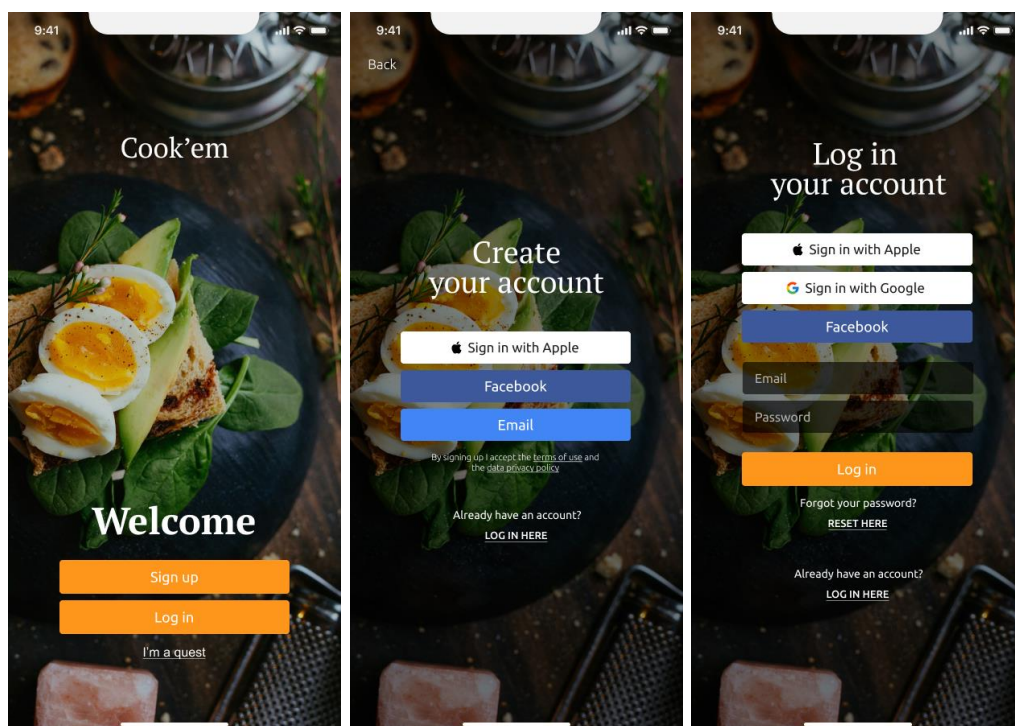 9:41
Cook’em
Welcome
Sign up
Log in
I’m a quest
9:41
Back
Create
your account
Sign in with Apple
Facebook
Email
By signing up I accept the terms of use and
the data privacy policy
Already have an account?
LOG IN HERE
9:41
Log in
your account
Sign in with Apple
Sign in with Google
Facebook
Email
Password
Log in
Forgot your password?
RESET HERE
Already have an account?
LOG IN HERE